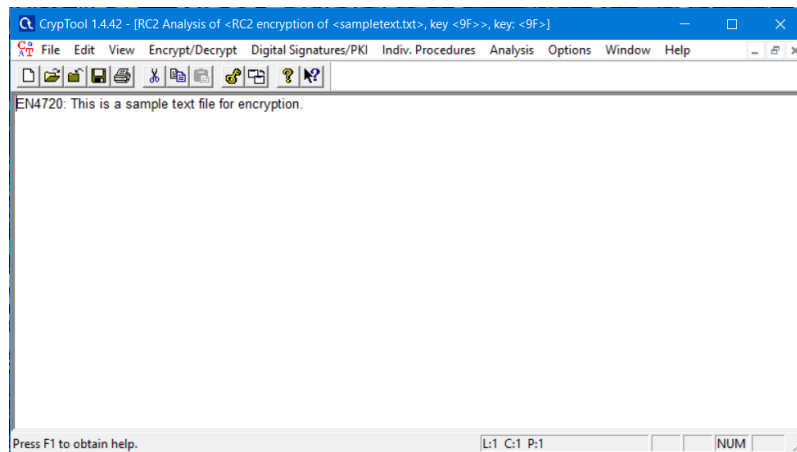 CrypTool 1.4.42 - [RC2 Analysis of <RC2 encryption of <sampletext.txt>, key <9F>>, key: <9F>]
File Edit View Encrypt/Decrypt Digital Signatures/PKI Indiv. Procedures Analysis Options Window Help
EN4720: This is a sample text file for encryption.
Press F1 to obtain help. L:1 C:1 P:1 NUM